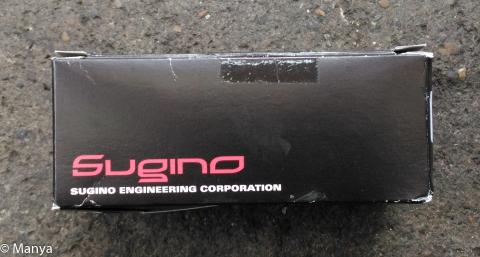 Sugino
SUGINO ENGINEERING CORPORATION
© Manya